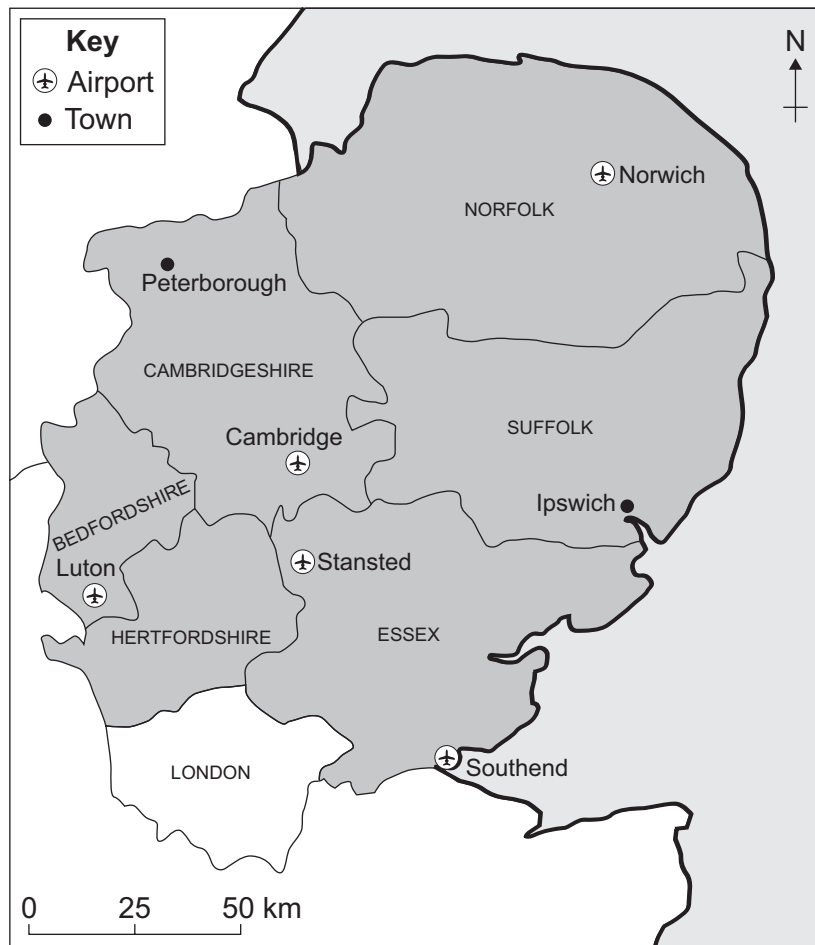 Key
Airport
Town
N
Norwich
NORFOLK
Peterborough
CAMBRIDGESHIRE
Cambridge
SUFFOLK
Ipswich
BEDFORDSHIRE
Luton
Stansted
HERTFORDSHIRE
ESSEX
Southend
LONDON
0 25 50 km